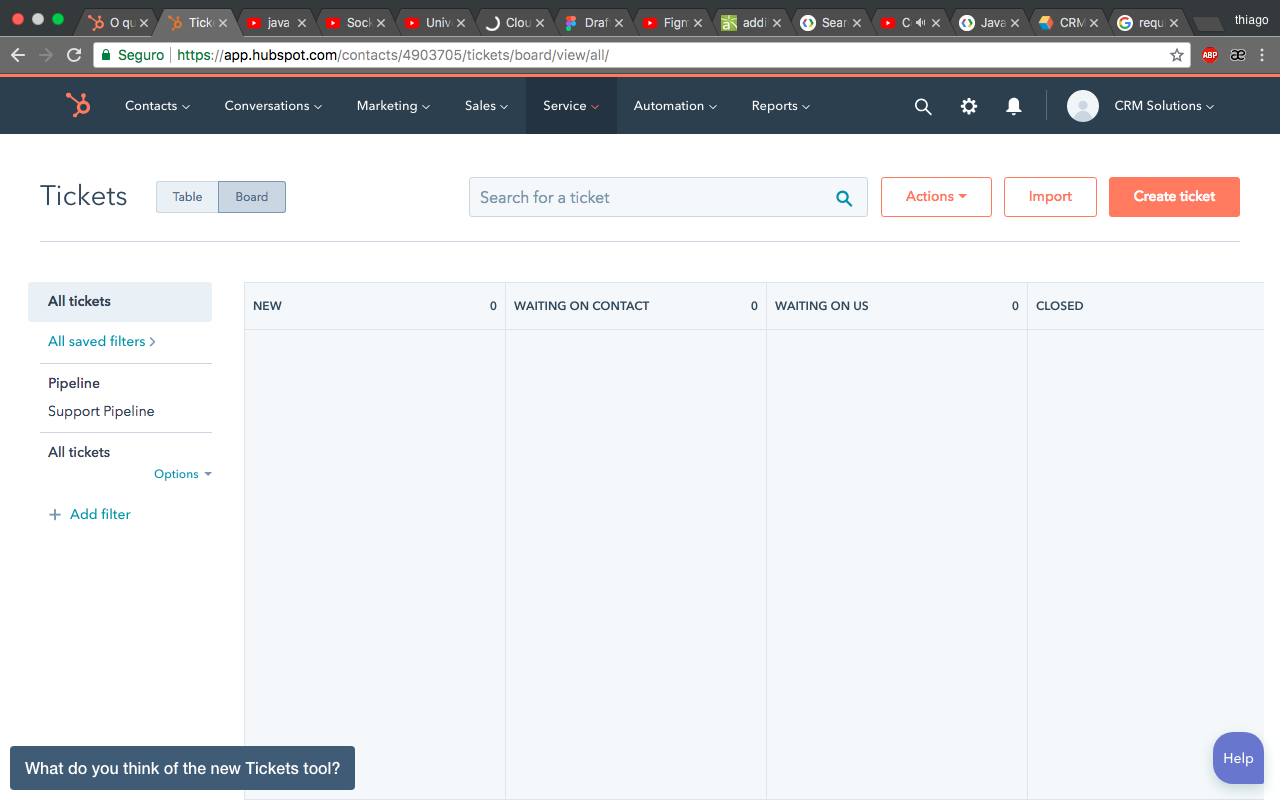 O qu
Ticke
java
Sock
Univ
Clou
Draf
Figm
addi
Sear
C
Java
CRM
requ
thiago
Seguro https://app.hubspot.com/contacts/4903705/tickets/board/view/all/
ABP
æ
Contacts Conversations Marketing Sales Service Automation Reports CRM Solutions
Tickets Table Board Search for a ticket Actions Import Create ticket
All tickets
All saved filters
Pipeline
Support Pipeline
All tickets
Options
+ Add filter
NEW 0 WAITING ON CONTACT 0 WAITING ON US 0 CLOSED
What do you think of the new Tickets tool?
Help